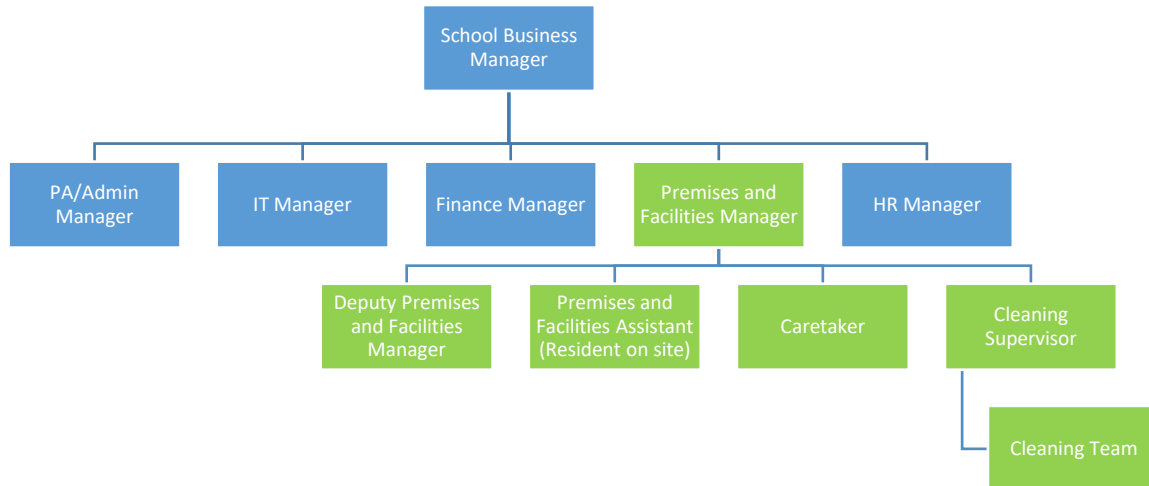 School Business
Manager
PA/Admin
Manager
IT Manager
Finance Manager
Premises and
Facilities Manager
HR Manager
Deputy Premises
and Facilities
Manager
Premises and
Facilities Assistant
(Resident on site)
Caretaker
Cleaning
Supervisor
Cleaning Team